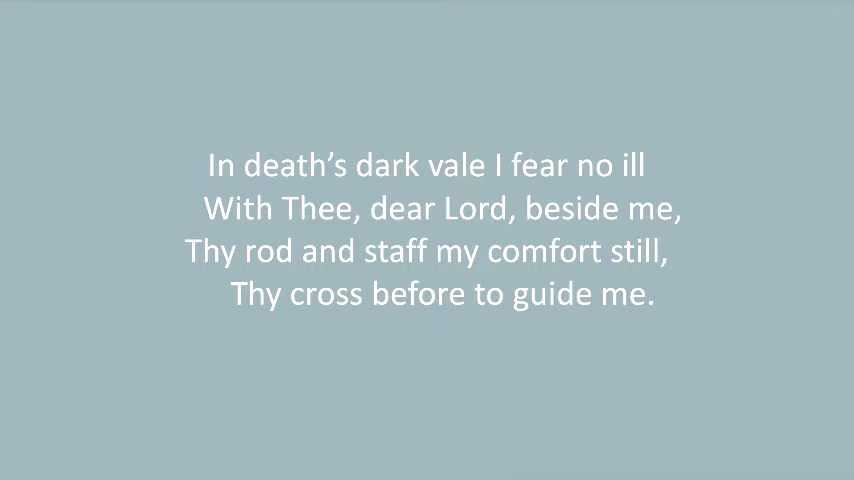 In death’s dark vale I fear no ill
With Thee, dear Lord, beside me,
Thy rod and staff my comfort still,
Thy cross before to guide me.